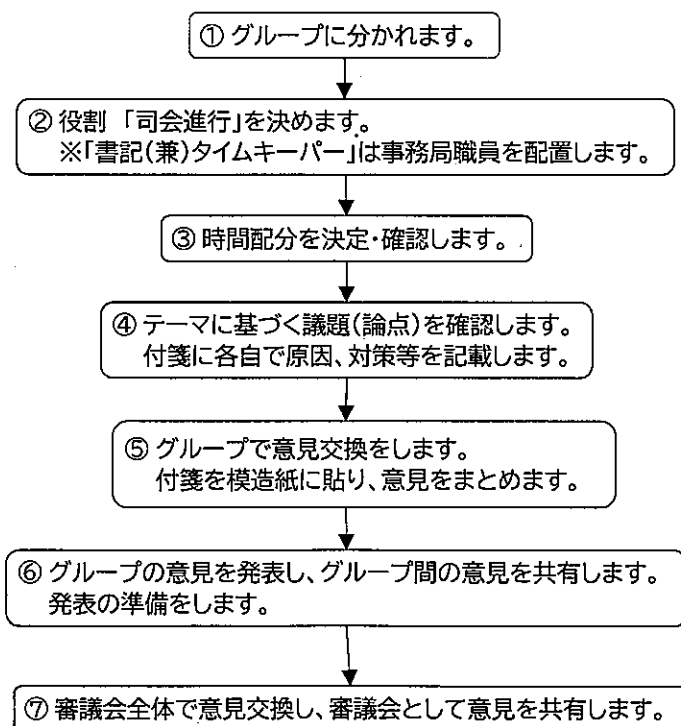 ① グループに分かれます。
② 役割 「司会進行」を決めます。
※「書記(兼)タイムキーパー」は事務局職員を配置します。
③ 時間配分を決定・確認します。
④ テーマに基づく議題(論点)を確認します。
付箋に各自で原因、対策等を記載します。
⑤ グループで意見交換をします。
付箋を模造紙に貼り、意見をまとめます。
⑥ グループの意見を発表し、グループ間の意見を共有します。
発表の準備をします。
⑦ 審議会全体で意見交換し、審議会として意見を共有します。